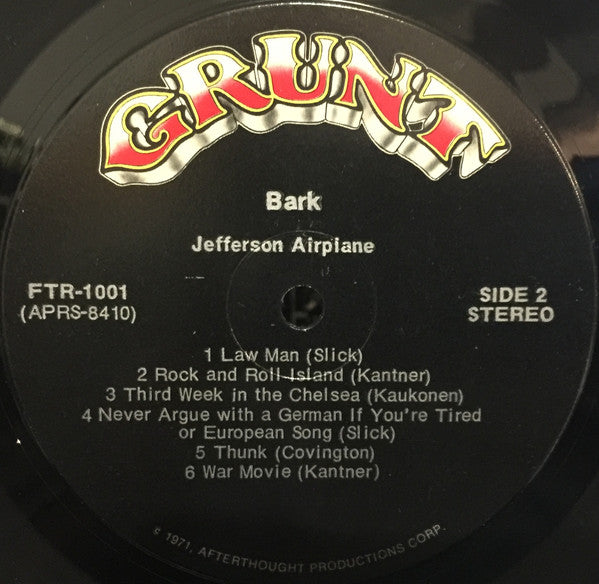 GRUNT
Bark
Jefferson Airplane
FTR-1001
(APRS-8410)
SIDE 2
STEREO
1 Law Man (Slick)
2 Rock and Roll Island (Kantner)
3 Third Week in the Chelsea (Kaukonen)
4 Never Argue with a German If You're Tired
or European Song (Slick)
5 Thunk (Covington)
6 War Movie (Kantner)
© 1971, AFTERTHOUGHT PRODUCTIONS CORP.